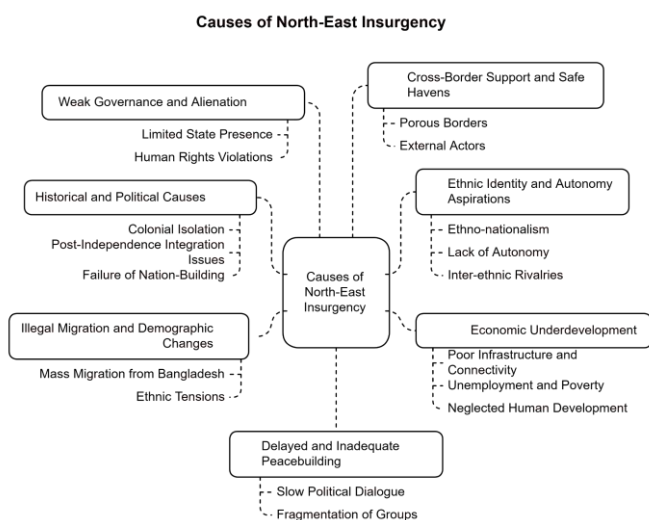 Causes of North-East Insurgency
Weak Governance and Alienation
Limited State Presence
Human Rights Violations
Historical and Political Causes
Colonial Isolation
Post-Independence Integration
Issues
Failure of Nation-Building
Illegal Migration and Demographic
Changes
Mass Migration from Bangladesh
Ethnic Tensions
Causes of
North-East
Insurgency
Cross-Border Support and Safe
Havens
Porous Borders
External Actors
Ethnic Identity and Autonomy
Aspirations
Ethno-nationalism
Lack of Autonomy
Inter-ethnic Rivalries
Economic Underdevelopment
Poor Infrastructure and
Connectivity
Unemployment and Poverty
Neglected Human Development
Delayed and Inadequate
Peacebuilding
Slow Political Dialogue
Fragmentation of Groups